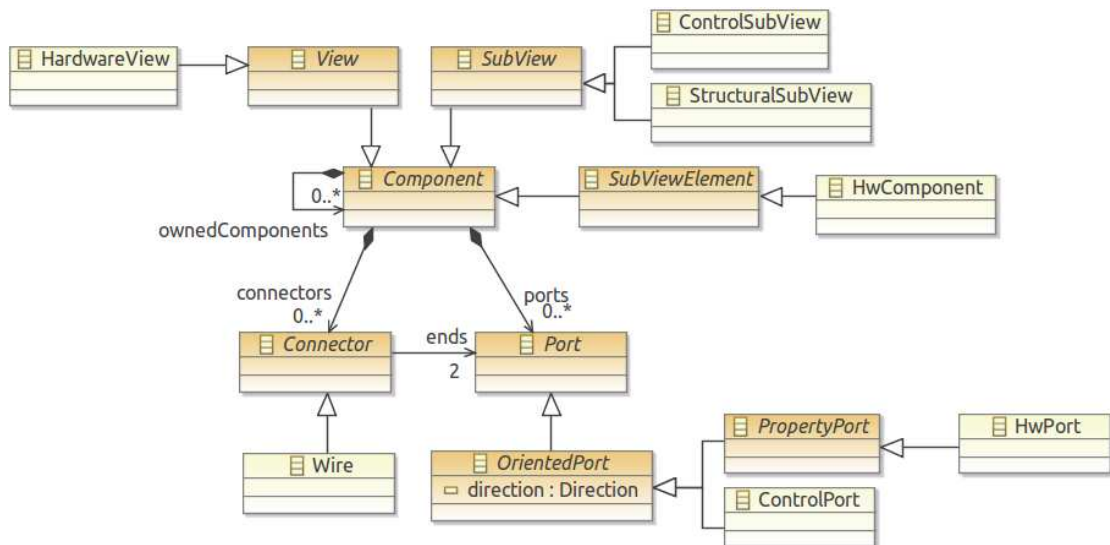 ControlSubView
HardwareView
View
SubView
StructuralSubView
Component
SubViewElement
HwComponent
0..*
ownedComponents
connectors
0..*
ports
0..*
Connector
ends
2
Port
PropertyPort
HwPort
Wire
OrientedPort
direction : Direction
ControlPort